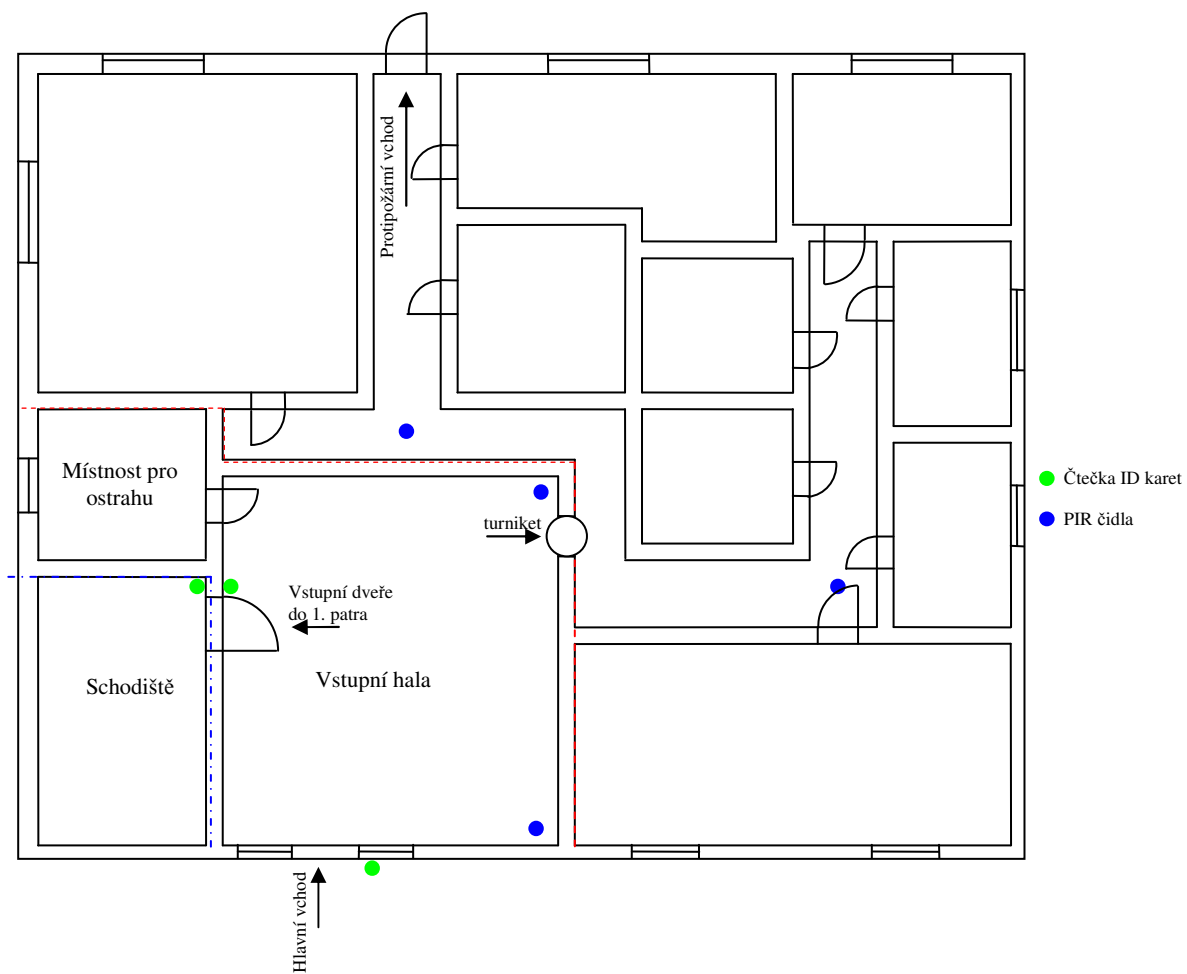 Protipožární vchod
Místnost pro
ostrahu
turniket
Čtečka ID karet
PIR čidla
Vstupní dveře
do 1. patra
Schodiště
Vstupní hala
Hlavní vchod